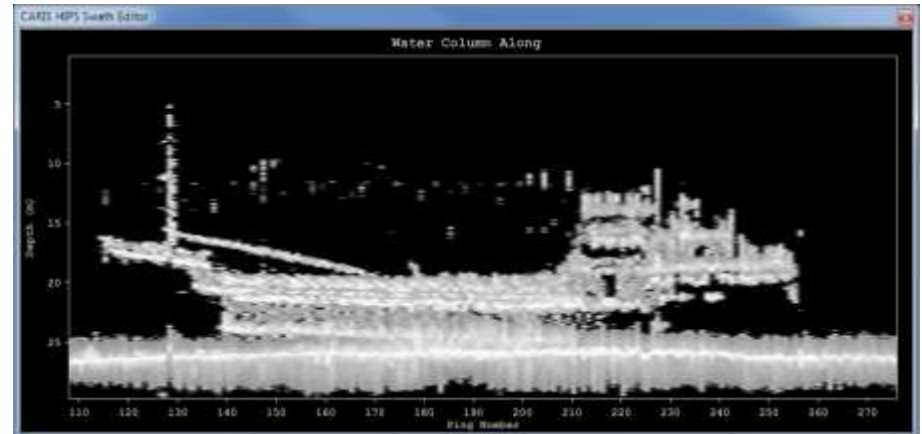 CARIS HIPS Swath Editor
Water Column Along
Depth (m)
5
10
15
20
25
110 120 130 140 150 160 170 180 190 200 210 220 230 240 250 260 270
Ping Number